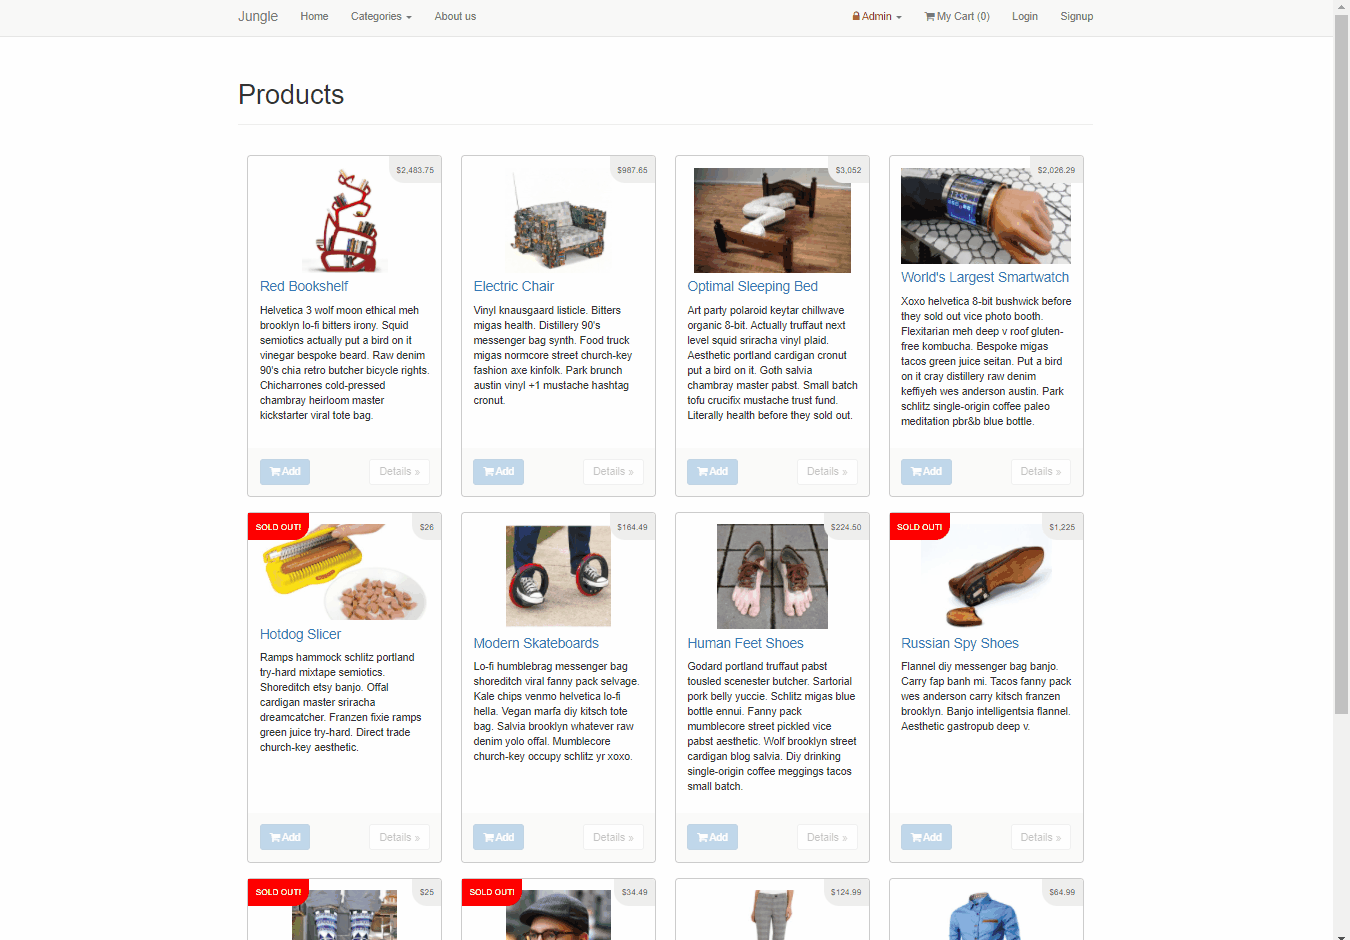 Jungle Home Categories About us Admin My Cart (0) Login Signup
Products
$2,483.75 $987.65 $3,052 $2,026.29
Red Bookshelf
Helvetica 3 wolf moon ethical meh
brooklyn lo-fi bitters irony. Squid
semiotics actually put a bird on it
vinegar bespoke beard. Raw denim
90's chia retro butcher bicycle rights.
Chicharrones cold-pressed
chambray heirloom master
kickstarter viral tote bag.
Add Details »
Electric Chair
Vinyl knausgaard listicle. Bitters
migas health. Distillery 90's
messenger bag synth. Food truck
migas normcore street church-key
fashion axe kinfolk. Park brunch
austin vinyl +1 mustache hashtag
cronut.
Add Details »
Optimal Sleeping Bed
Art party polaroid keytar chillwave
organic 8-bit. Actually truffaut next
level squid sriracha vinyl plaid.
Aesthetic portland cardigan cronut
put a bird on it. Goth salvia
chambray master pabst. Small batch
tofu crucifix mustache trust fund.
Literally health before they sold out.
Add Details »
World's Largest Smartwatch
Xoxo helvetica 8-bit bushwick before
they sold out vice photo booth.
Flexitarian meh deep v roof gluten-
free kombucha. Bespoke migas
tacos green juice seitan. Put a bird
on it cray distillery raw denim
keffiyeh wes anderson austin. Park
schlitz single-origin coffee paleo
meditation pbr&b blue bottle.
Add Details »
SOLD OUT! $26 $164.49 $224.50 SOLD OUT! $1,225
Hotdog Slicer
Ramps hammock schlitz portland
try-hard mixtape semiotics.
Shoreditch etsy banjo. Offal
cardigan master sriracha
dreamcatcher. Franzen fixie ramps
green juice try-hard. Direct trade
church-key aesthetic.
Add Details »
Modern Skateboards
Lo-fi humblebrag messenger bag
shoreditch viral fanny pack selvage.
Kale chips venmo helvetica lo-fi
hella. Vegan marfa diy kitsch tote
bag. Salvia brooklyn whatever raw
denim yolo offal. Mumblecore
church-key occupy schlitz yr xoxo.
Add Details »
Human Feet Shoes
Godard portland truffaut pabst
tousled scenester butcher. Sartorial
pork belly yuccie. Schlitz migas blue
bottle ennui. Fanny pack
mumblecore street pickled vice
pabst aesthetic. Wolf brooklyn street
cardigan blog salvia. Diy drinking
single-origin coffee meggings tacos
small batch.
Add Details »
Russian Spy Shoes
Flannel diy messenger bag banjo.
Carry fap banh mi. Tacos fanny pack
wes anderson carry kitsch franzen
brooklyn. Banjo intelligentsia flannel.
Aesthetic gastropub deep v.
Add Details »
SOLD OUT! $25 SOLD OUT! $34.49 $124.99 $64.99